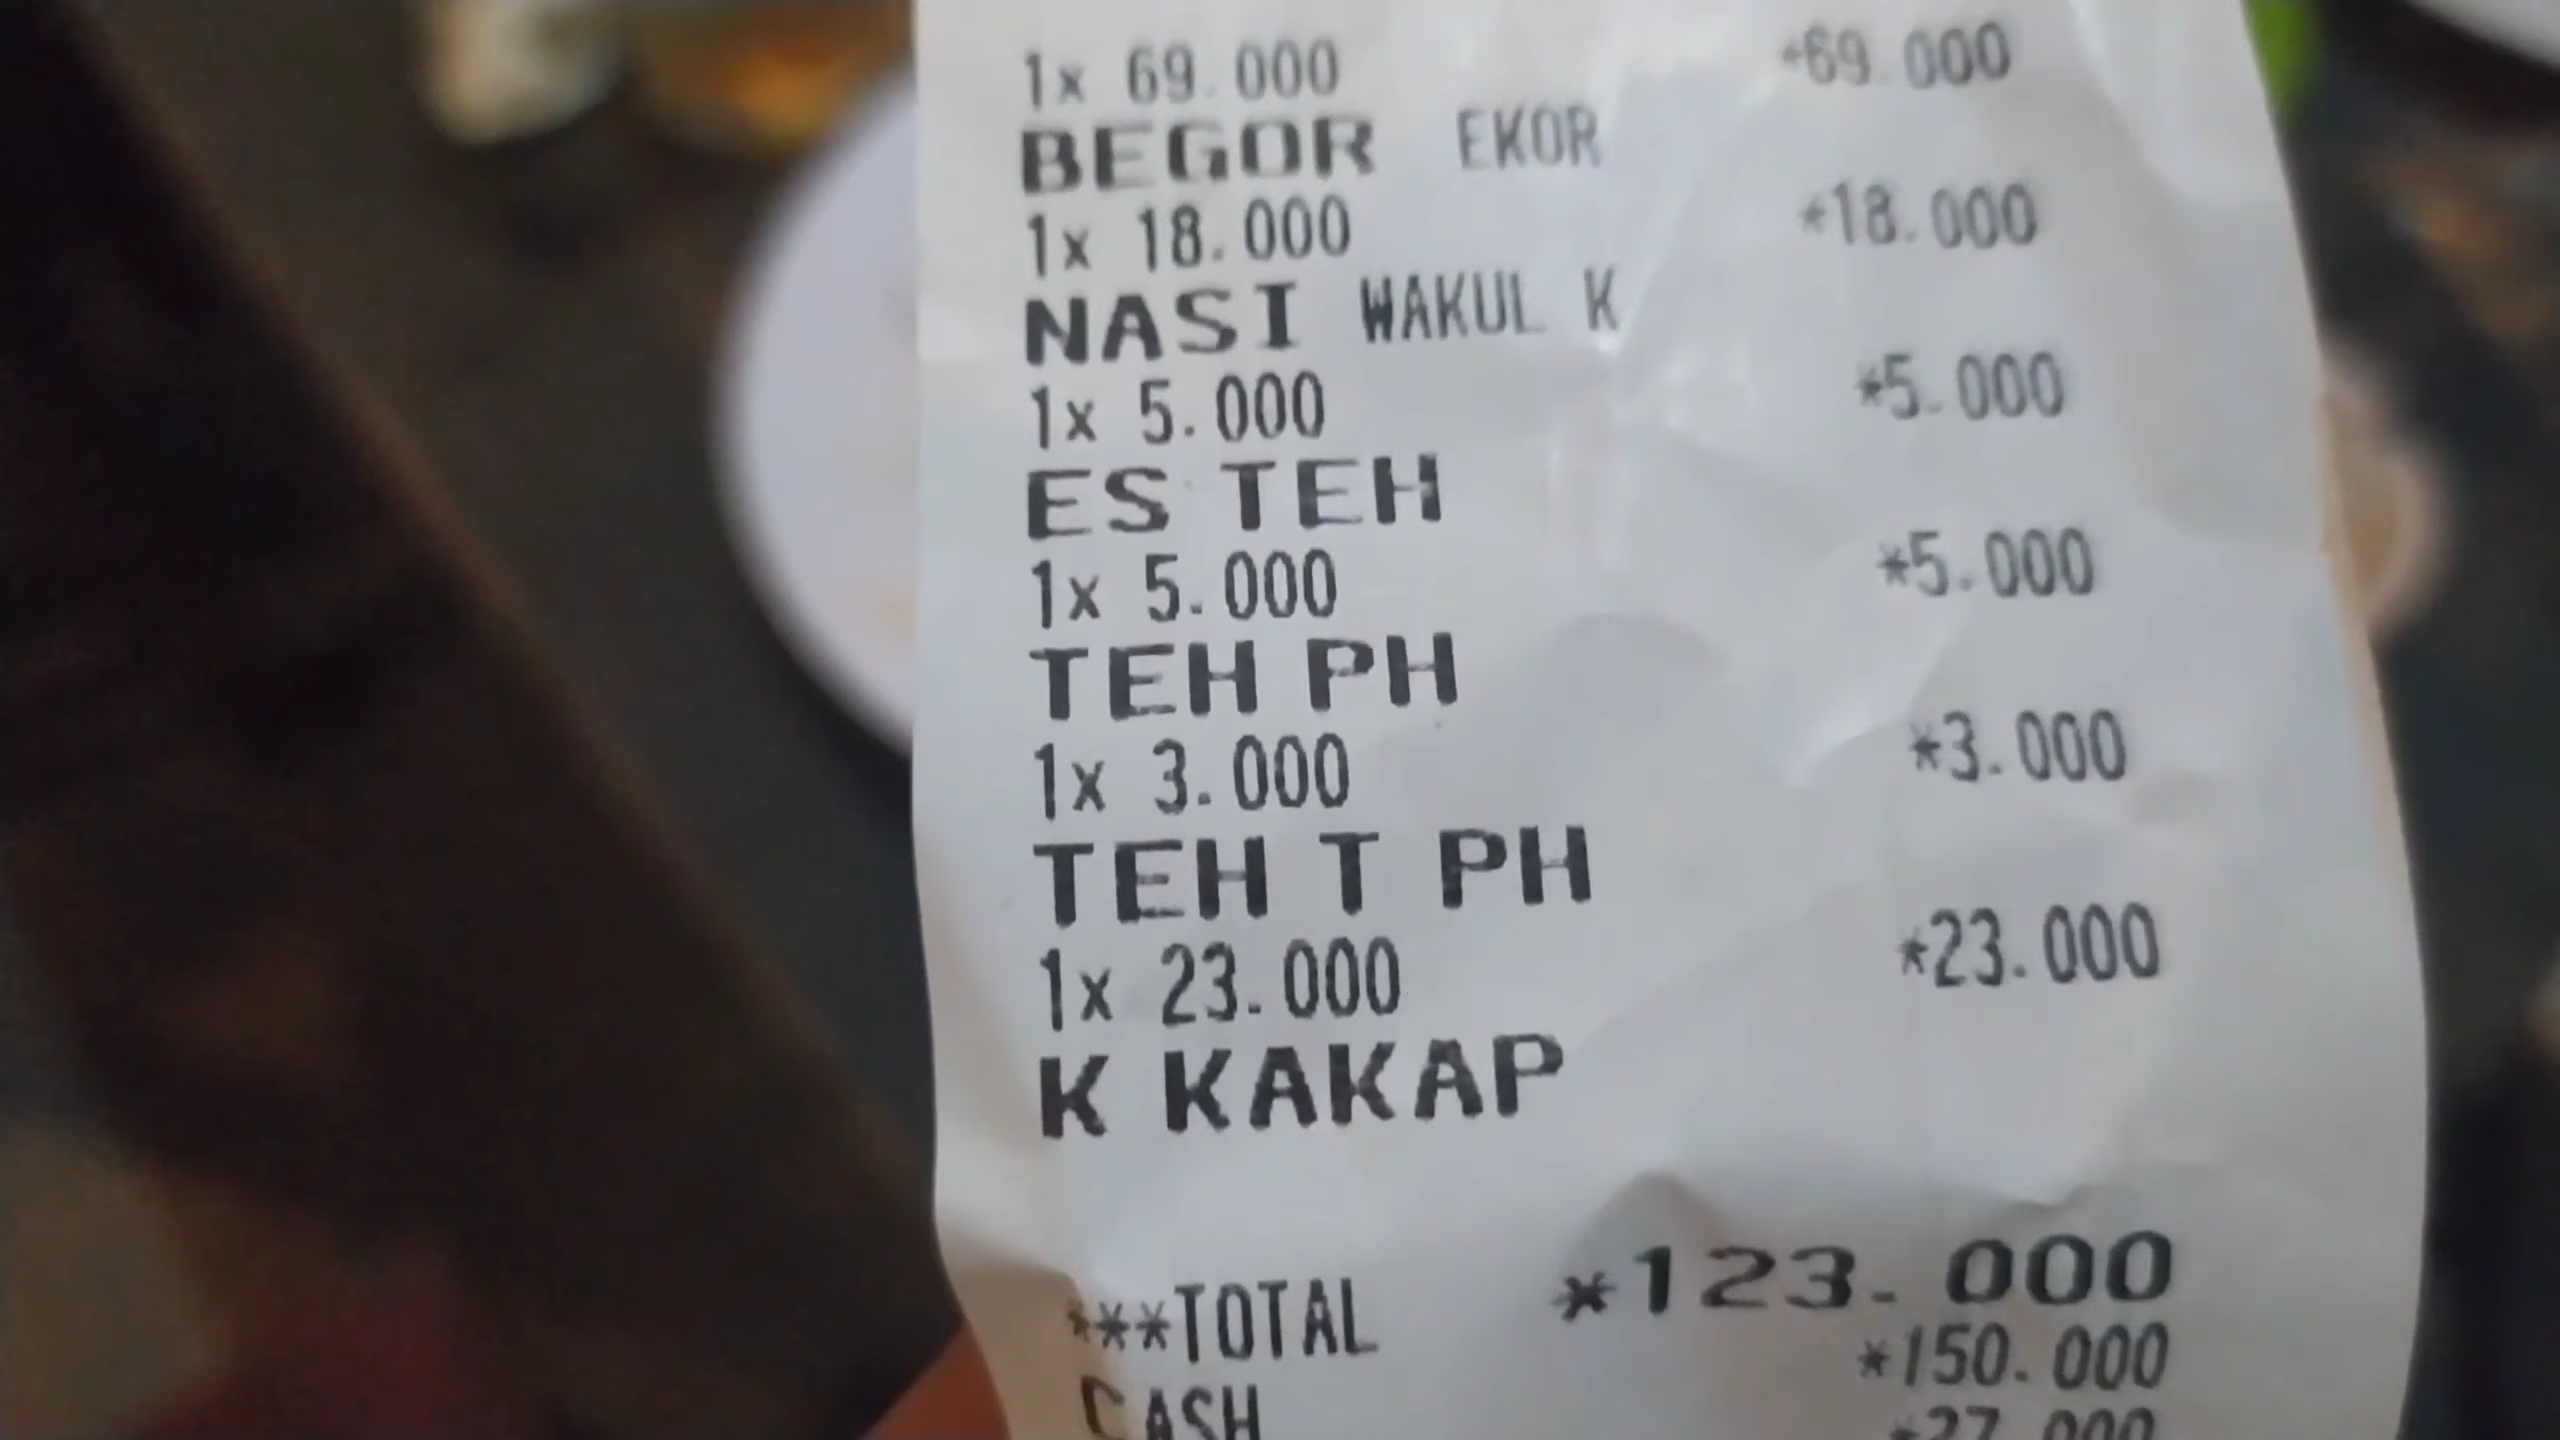 1x 69.000 *69.000
BEGOR EKOR
1x 18.000 *18.000
NASI WAKUL K
1x 5.000 *5.000
ES TEH
1x 5.000 *5.000
TEH PH
1x 3.000 *3.000
TEH T PH
1x 23.000 *23.000
K KAKAP
***TOTAL *123.000
CASH *150.000
*27.000